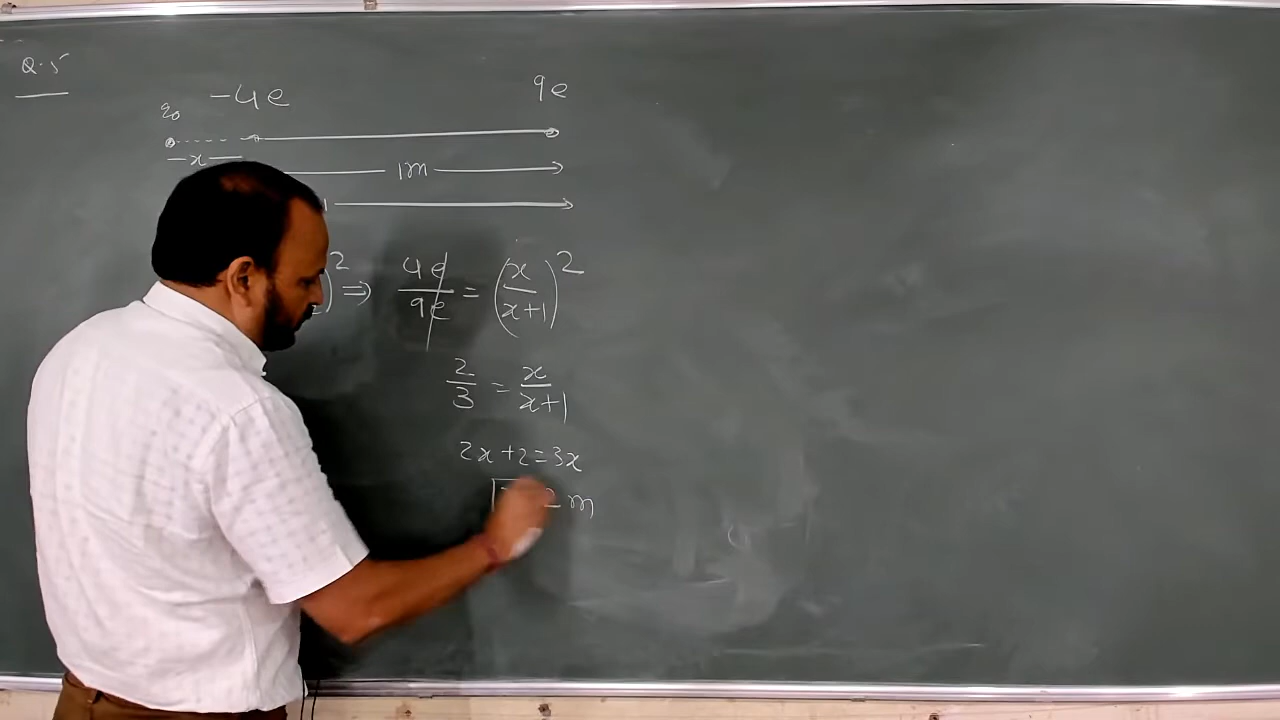 Q.5
-4e 9e
q₀
x
1m
)² ⇒ 4e/9e = (x/x+1)²
2/3 = x/x+1
2x+2=3x
2 m